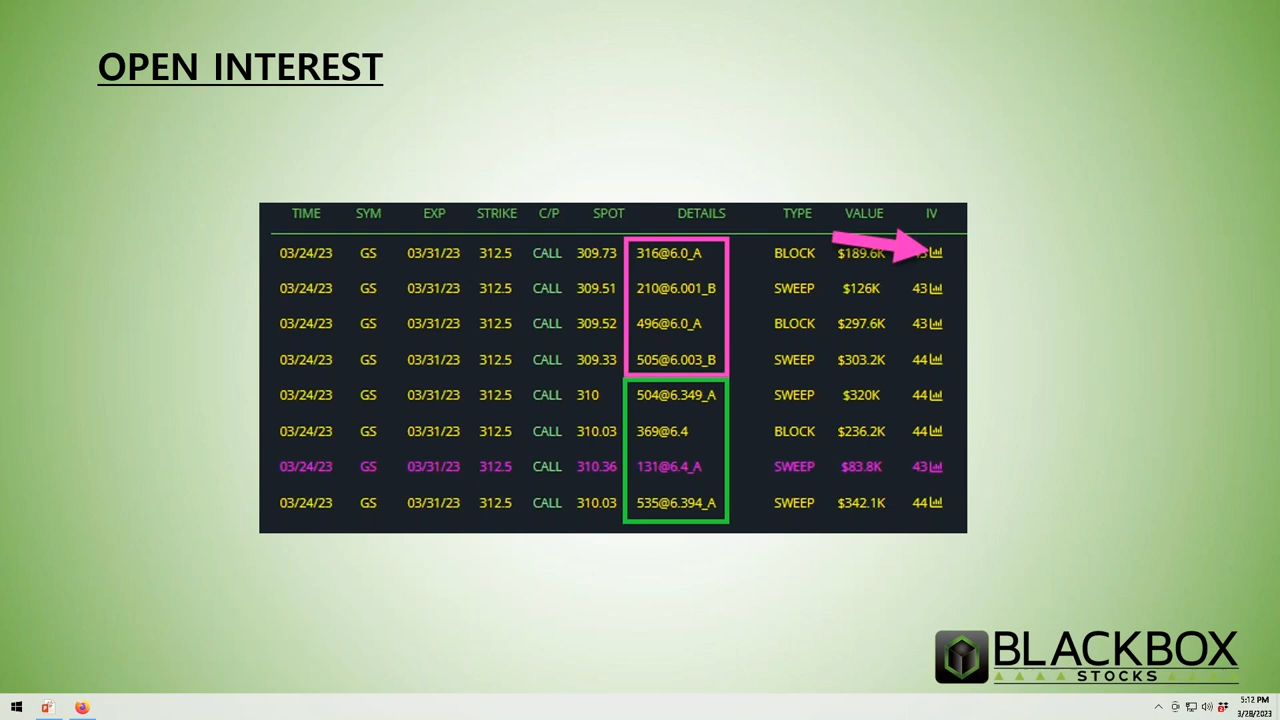 OPEN INTEREST
TIME SYM EXP STRIKE C/P SPOT DETAILS TYPE VALUE IV
03/24/23 GS 03/31/23 312.5 CALL 309.73 316@6.0_A BLOCK $189.6K
03/24/23 GS 03/31/23 312.5 CALL 309.51 210@6.001_B SWEEP $126K 43
03/24/23 GS 03/31/23 312.5 CALL 309.52 496@6.0_A BLOCK $297.6K 43
03/24/23 GS 03/31/23 312.5 CALL 309.33 505@6.003_B SWEEP $303.2K 44
03/24/23 GS 03/31/23 312.5 CALL 310 504@6.349_A SWEEP $320K 44
03/24/23 GS 03/31/23 312.5 CALL 310.03 369@6.4 BLOCK $236.2K 44
03/24/23 GS 03/31/23 312.5 CALL 310.36 131@6.4_A SWEEP $83.8K 43
03/24/23 GS 03/31/23 312.5 CALL 310.03 535@6.394_A SWEEP $342.1K 44
BLACKBOX
STOCKS
5:12 PM
3/28/2023